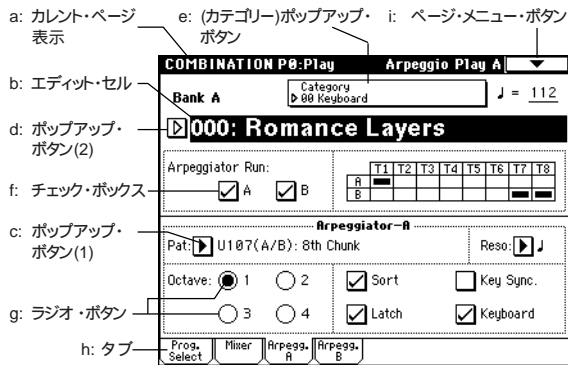 a: カレント・ページ
表示
e: (カテゴリー)ポップアップ・
ボタン
i: ページ・メニュー・ボタン
COMBINATION P0:Play
Arpeggio Play A
b: エディット・セル
Bank A
Category
00 Keyboard
♩ = 112
d: ポップアップ・
ボタン(2)
000: Romance Layers
Arpeggiator Run:
T1 T2 T3 T4 T5 T6 T7 T8
A
B
f: チェック・ボックス
A
B
Arpeggiator-A
c: ポップアップ・
ボタン(1)
Pat: U107(A/B): 8th Chunk
Reso: ♩
Octave: 1 2
Sort
Key Sync.
g: ラジオ・ボタン
3 4
Latch
Keyboard
h: タブ
Prog.
Select
Mixer
Arpegg.
A
Arpegg.
B